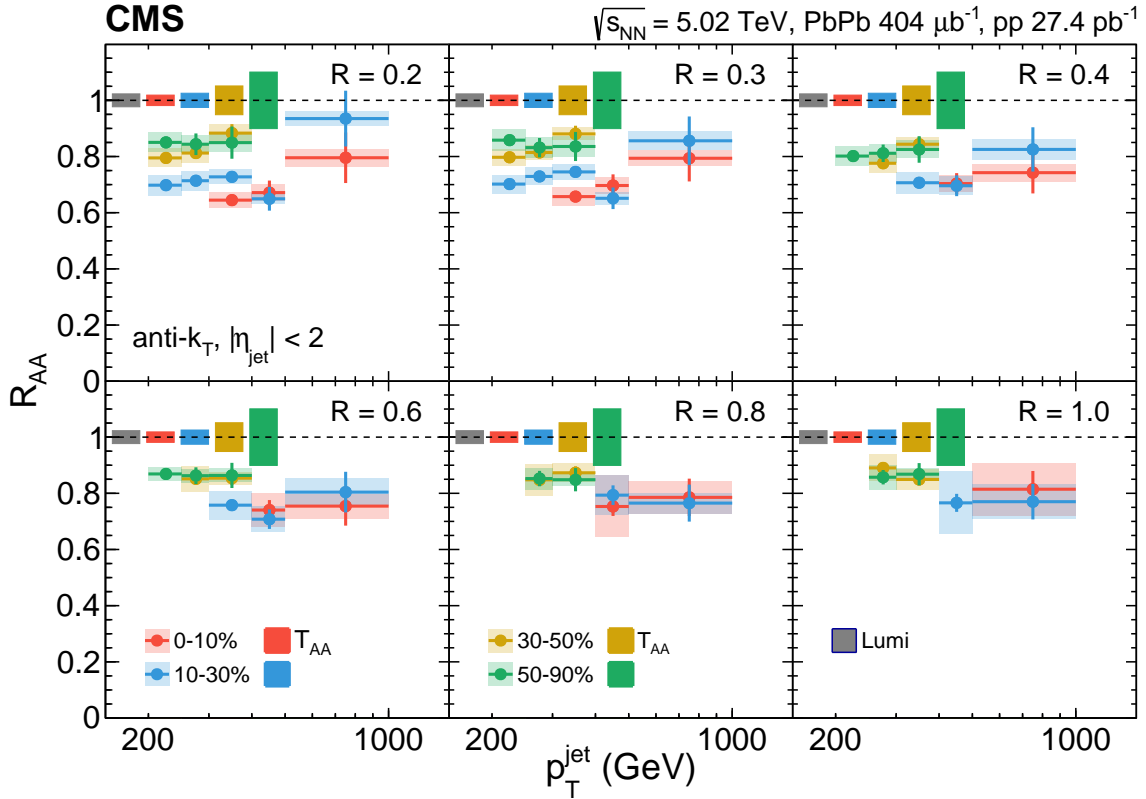 CMS
√sNN = 5.02 TeV, PbPb 404 μb⁻¹, pp 27.4 pb⁻¹
R = 0.2
R = 0.3
R = 0.4
1
0.8
0.6
0.4
0.2
0
anti-kT, |ηjet| < 2
RAA
R = 0.6
R = 0.8
R = 1.0
1
0.8
0.6
0.4
0.2
0
0-10%
TAA
10-30%
30-50%
TAA
50-90%
Lumi
200
1000
200
1000
200
1000
pTjet (GeV)